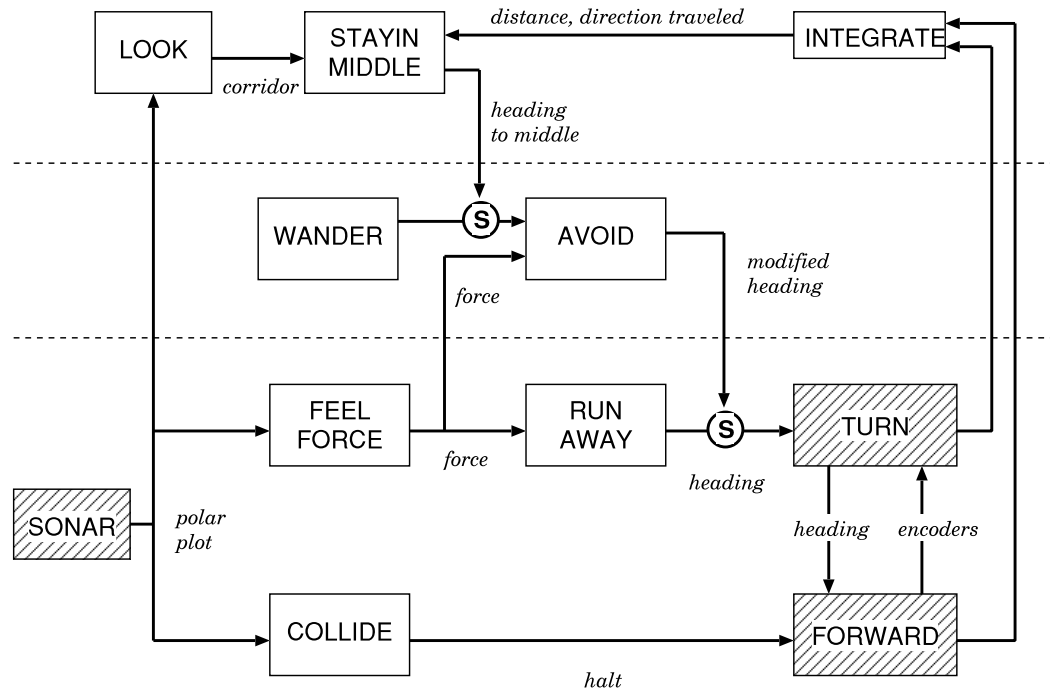 LOOK
STAYIN
MIDDLE
distance, direction traveled
INTEGRATE
corridor
heading
to middle
WANDER
S
AVOID
modified
heading
force
FEEL
FORCE
force
RUN
AWAY
S
heading
TURN
SONAR
polar
plot
heading
encoders
COLLIDE
halt
FORWARD